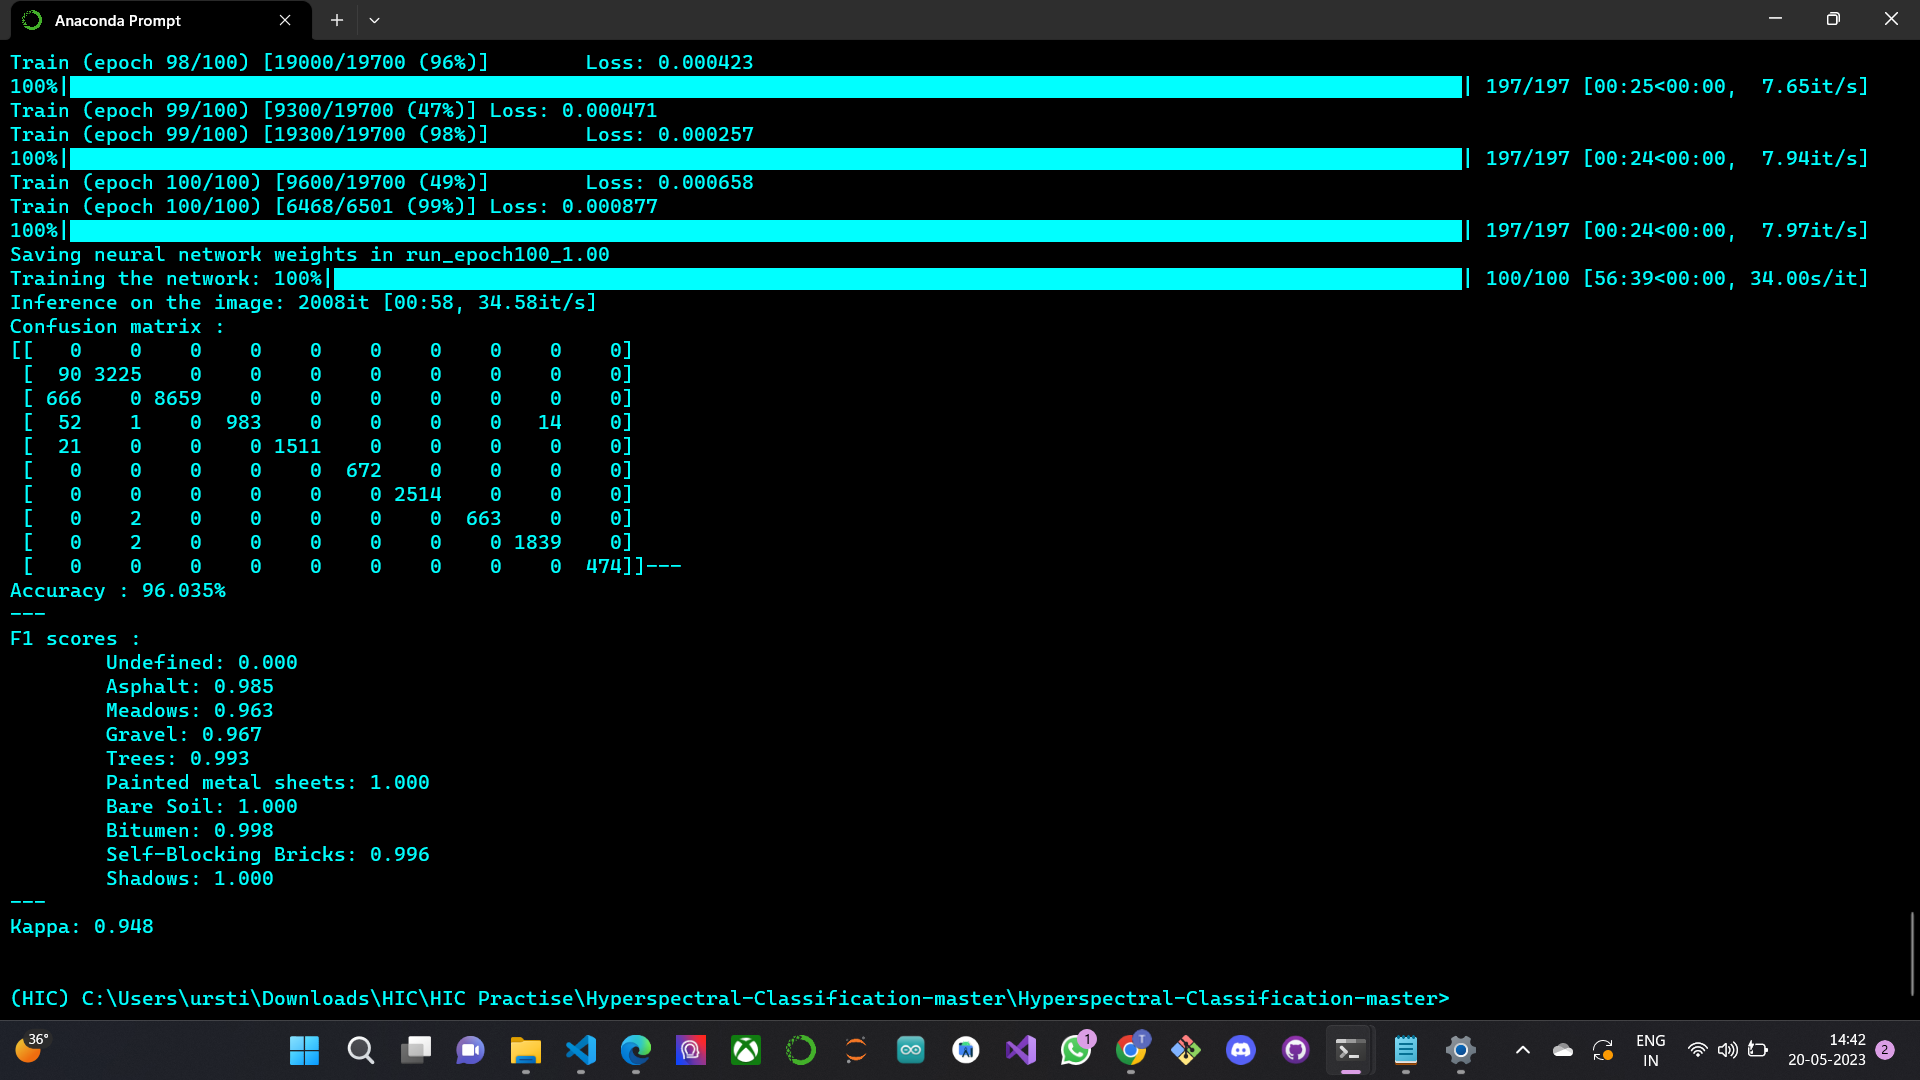 Anaconda Prompt
Train (epoch 98/100) [19000/19700 (96%)]        Loss: 0.000423
100%| | 197/197 [00:25<00:00,  7.65it/s]
Train (epoch 99/100) [9300/19700 (47%)] Loss: 0.000471
Train (epoch 99/100) [19300/19700 (98%)]        Loss: 0.000257
100%| | 197/197 [00:24<00:00,  7.94it/s]
Train (epoch 100/100) [9600/19700 (49%)]        Loss: 0.000658
Train (epoch 100/100) [6468/6501 (99%)] Loss: 0.000877
100%| | 197/197 [00:24<00:00,  7.97it/s]
Saving neural network weights in run_epoch100_1.00
Training the network: 100%| | 100/100 [56:39<00:00, 34.00s/it]
Inference on the image: 2008it [00:58, 34.58it/s]
Confusion matrix :
[[   0    0    0    0    0    0    0    0    0    0]
 [  90 3225    0    0    0    0    0    0    0    0]
 [ 666    0 8659    0    0    0    0    0    0    0]
 [  52    1    0  983    0    0    0    0   14    0]
 [  21    0    0    0 1511    0    0    0    0    0]
 [   0    0    0    0    0  672    0    0    0    0]
 [   0    0    0    0    0    0 2514    0    0    0]
 [   0    2    0    0    0    0    0  663    0    0]
 [   0    2    0    0    0    0    0    0 1839    0]
 [   0    0    0    0    0    0    0    0    0  474]]---
Accuracy : 96.035%
---
F1 scores :
        Undefined: 0.000
        Asphalt: 0.985
        Meadows: 0.963
        Gravel: 0.967
        Trees: 0.993
        Painted metal sheets: 1.000
        Bare Soil: 1.000
        Bitumen: 0.998
        Self-Blocking Bricks: 0.996
        Shadows: 1.000
---
Kappa: 0.948
(HIC) C:\Users\ursti\Downloads\HIC\HIC Practise\Hyperspectral-Classification-master\Hyperspectral-Classification-master>
36°
1
T
ENG
IN
14:42
20-05-2023
2